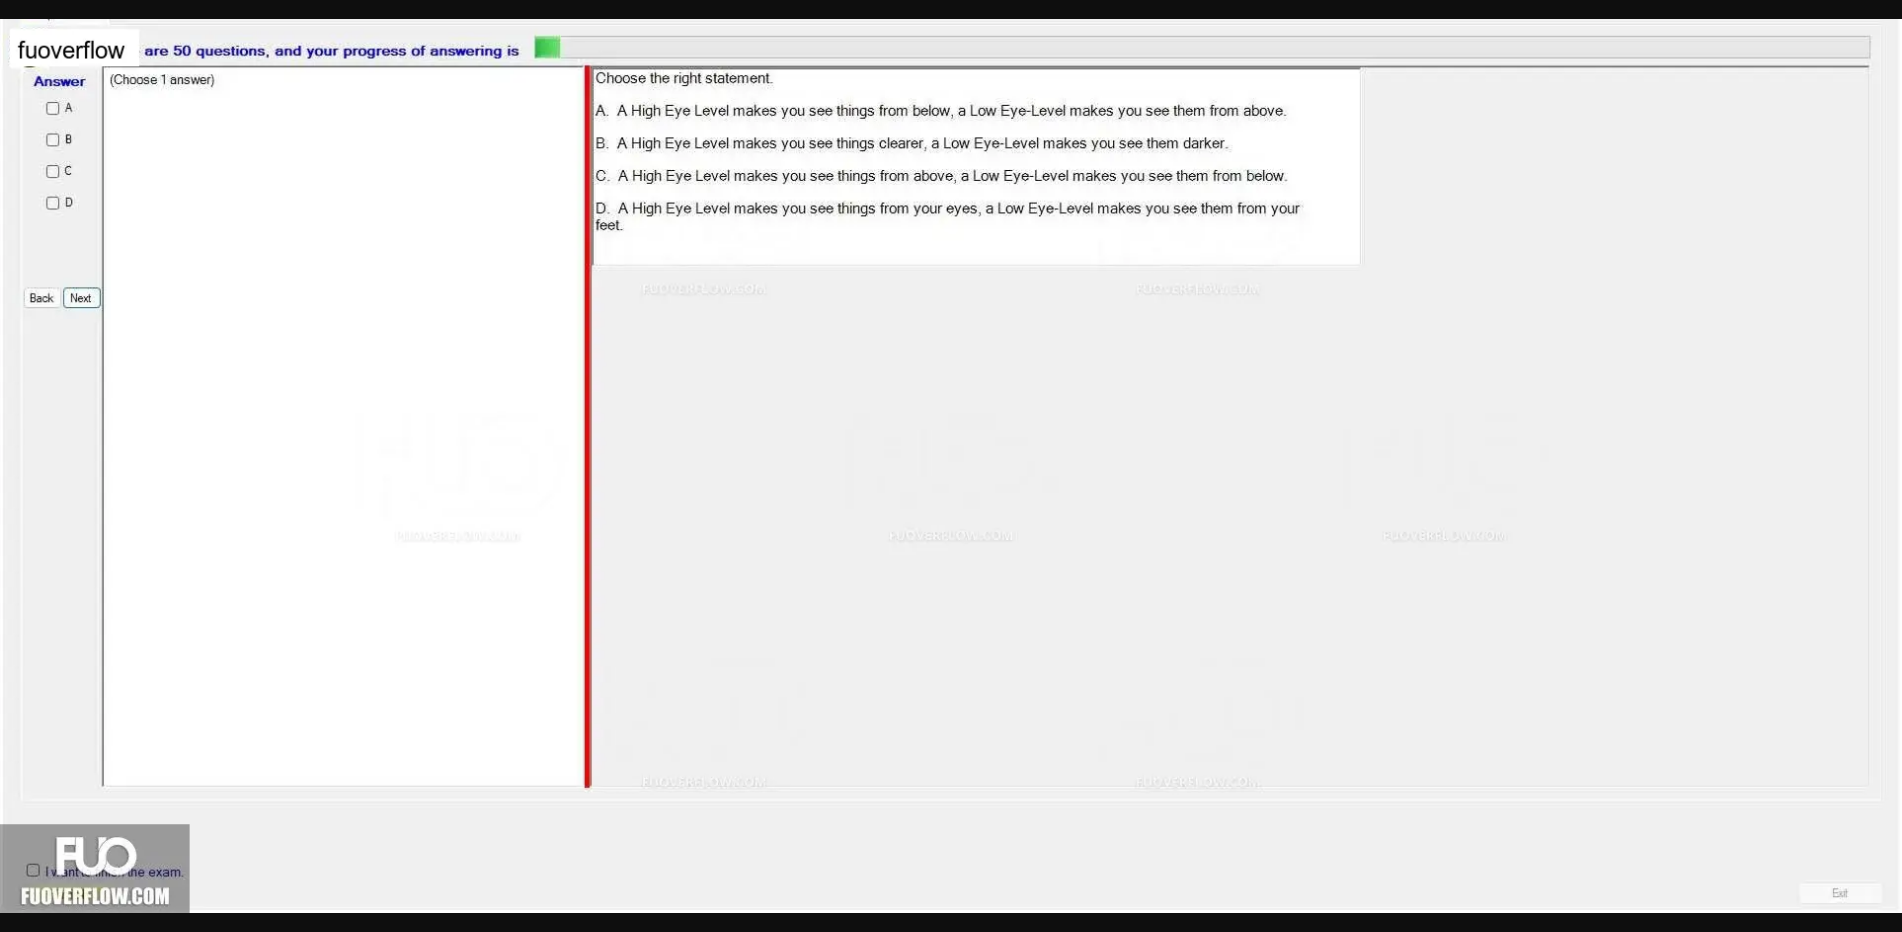 fuoverflow are 50 questions, and your progress of answering is
Answer
(Choose 1 answer)
A
B
C
D
Back Next
Choose the right statement.
A. A High Eye Level makes you see things from below, a Low Eye-Level makes you see them from above.
B. A High Eye Level makes you see things clearer, a Low Eye-Level makes you see them darker.
C. A High Eye Level makes you see things from above, a Low Eye-Level makes you see them from below.
D. A High Eye Level makes you see things from your eyes, a Low Eye-Level makes you see them from your
feet.
FUOVERFLOW.COM FUOVERFLOW.COM
FUOVERFLOW.COM FUOVERFLOW.COM FUOVERFLOW.COM
FUOVERFLOW.COM FUOVERFLOW.COM
FUO
I want to finish the exam.
FUOVERFLOW.COM
Exit